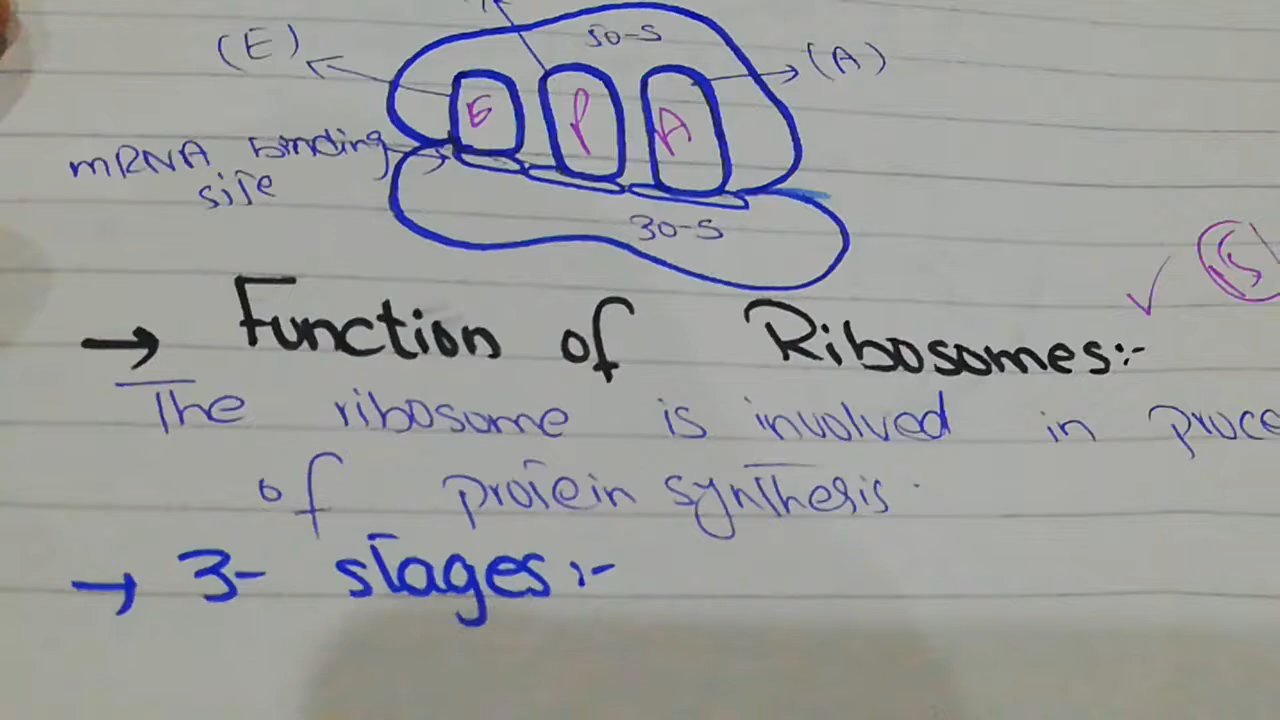 50-S
(E)
(A)
E P A
mRNA binding
site
30-S
5
→ Function of Ribosomes:-
The ribosome is involved in proce
of protein synthesis.
→ 3- stages:-